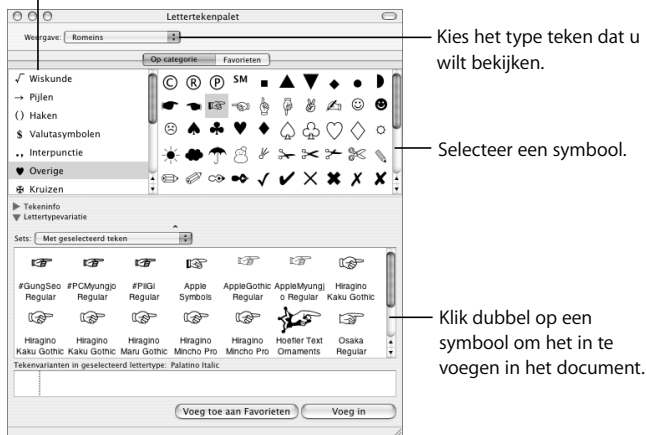 Lettertekenpalet
Weergave: Romeins
Kies het type teken dat u
wilt bekijken.
Op categorie Favorieten
√ Wiskunde
→ Pijlen
() Haken
$ Valutasymbolen
., Interpunctie
♥ Overige
✠ Kruizen
© ® ℗ SM ■ ▲ ▼ ◆ ● ◗
Selecteer een symbool.
Tekeninfo
Lettertypevariatie
Sets: Met geselecteerd teken
#GungSeo #PCMyungjo #PilGi Apple AppleGothic AppleMyungj Hiragino
Regular Regular Regular Symbols Regular o Regular Kaku Gothic
Hiragino Hiragino Hiragino Hiragino Hiragino Hoefler Text Osaka
Kaku Gothic Kaku Gothic Maru Gothic Mincho Pro Mincho Pro Ornaments Regular
Klik dubbel op een
symbool om het in te
voegen in het document.
Tekenvarianten in geselecteerd lettertype: Palatino Italic
Voeg toe aan Favorieten Voeg in